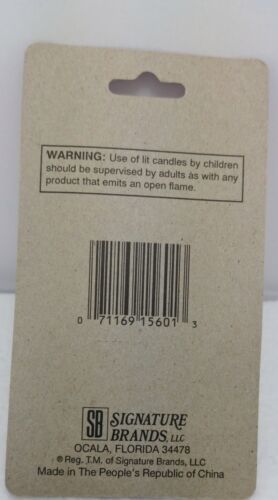 WARNING: Use of lit candles by children
should be supervised by adults as with any
product that emits an open flame.
0 71169 15601 3
SB SIGNATURE
BRANDS, LLC
OCALA, FLORIDA 34478
® Reg. T.M. of Signature Brands, LLC
Made in The People's Republic of China